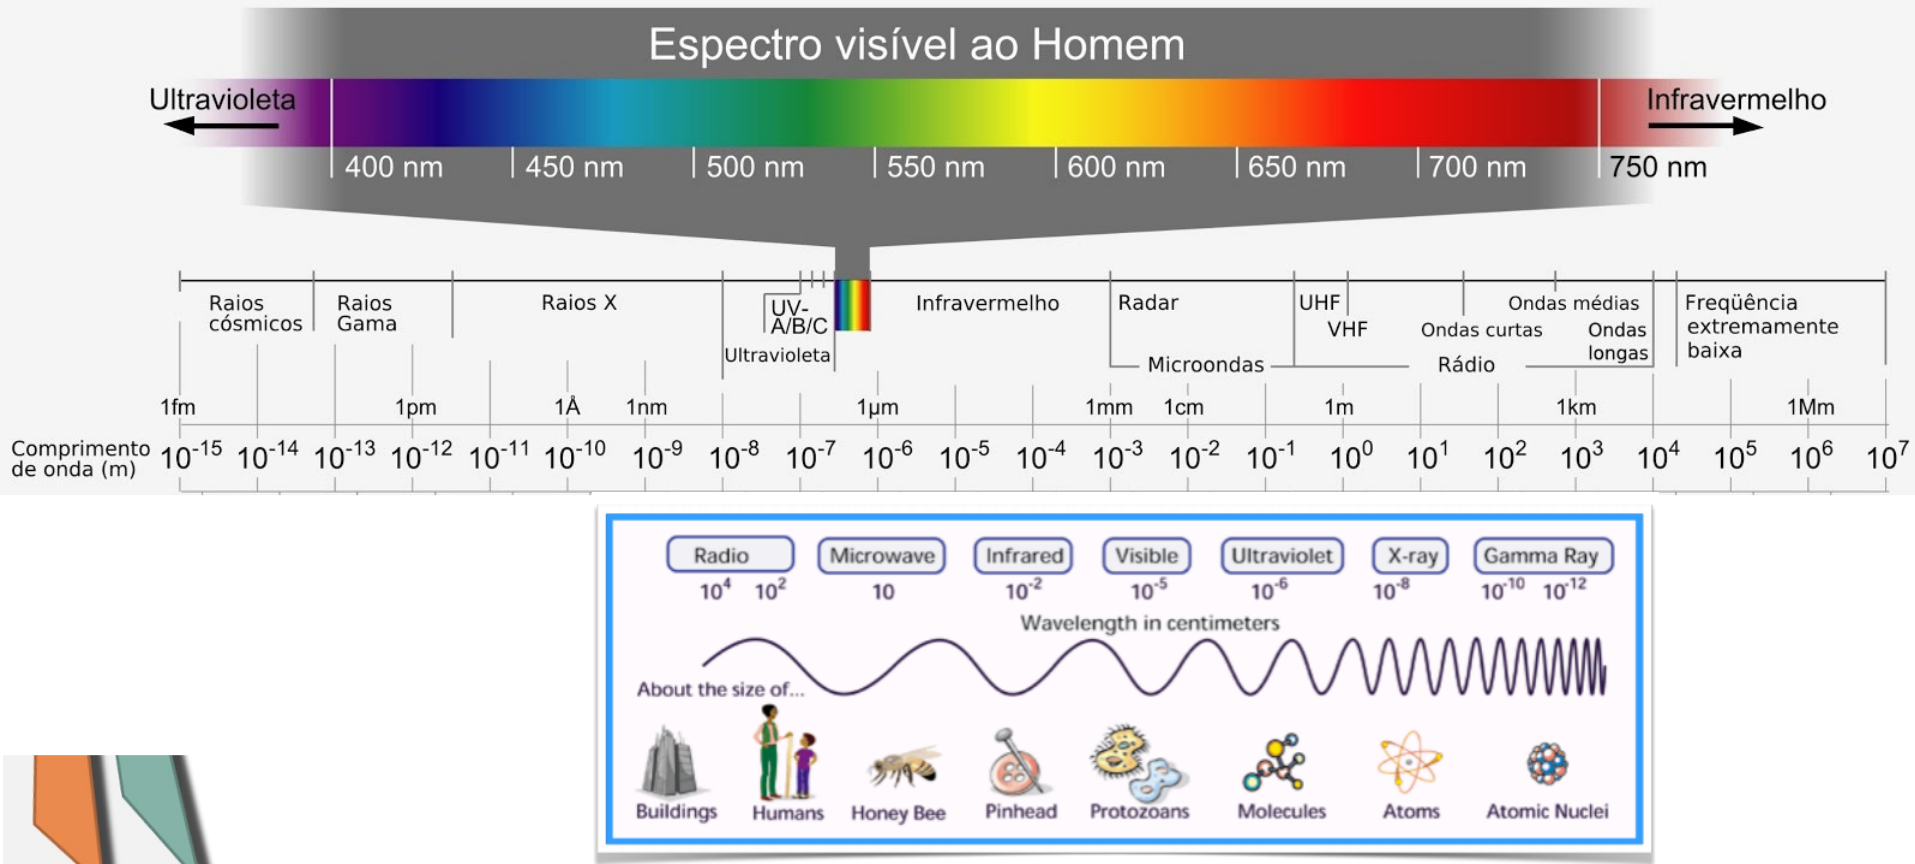 Espectro visível ao Homem
Ultravioleta
Infravermelho
400 nm 450 nm 500 nm 550 nm 600 nm 650 nm 700 nm 750 nm
Raios cósmicos
Raios Gama
Raios X
UV-A/B/C
Ultravioleta
Infravermelho
Radar
Microondas
UHF
VHF
Ondas curtas
Ondas médias
Ondas longas
Rádio
Freqüência extremamente baixa
1fm 1pm 1Å 1nm 1µm 1mm 1cm 1m 1km 1Mm
Comprimento de onda (m)
10⁻¹⁵ 10⁻¹⁴ 10⁻¹³ 10⁻¹² 10⁻¹¹ 10⁻¹⁰ 10⁻⁹ 10⁻⁸ 10⁻⁷ 10⁻⁶ 10⁻⁵ 10⁻⁴ 10⁻³ 10⁻² 10⁻¹ 10⁰ 10¹ 10² 10³ 10⁴ 10⁵ 10⁶ 10⁷
Radio Microwave Infrared Visible Ultraviolet X-ray Gamma Ray
10⁴ 10² 10 10⁻² 10⁻⁵ 10⁻⁶ 10⁻⁸ 10⁻¹⁰ 10⁻¹²
Wavelength in centimeters
About the size of...
Buildings Humans Honey Bee Pinhead Protozoans Molecules Atoms Atomic Nuclei